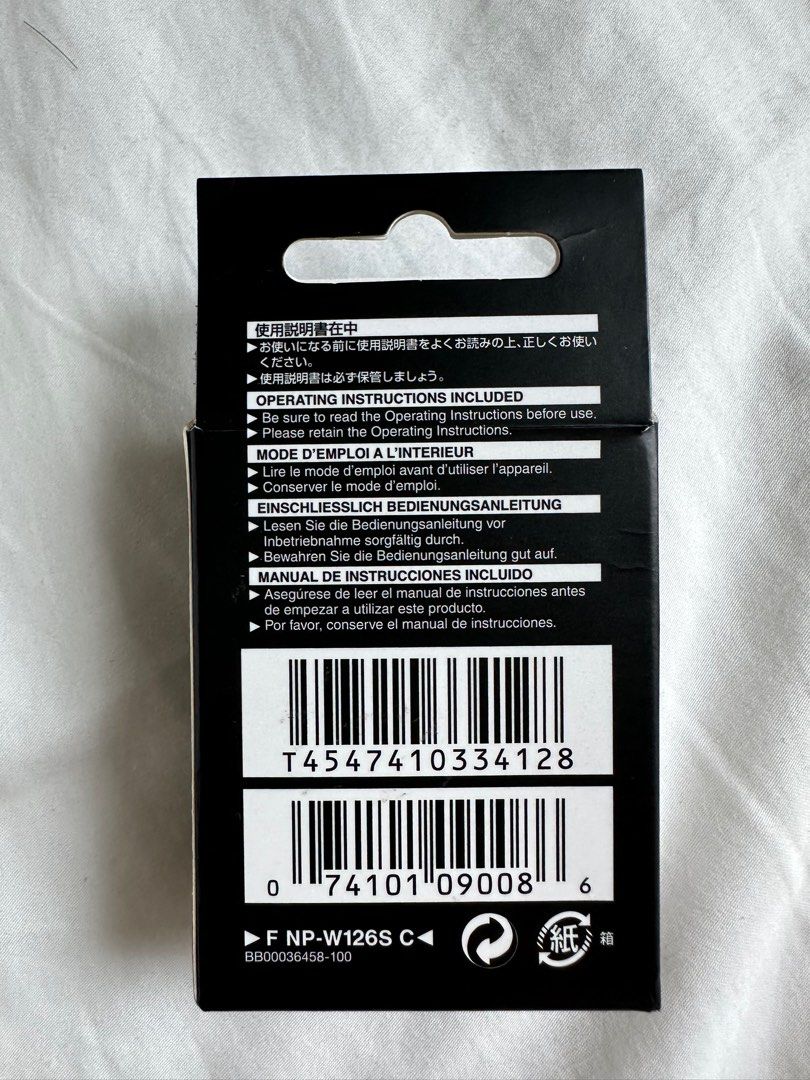 使用説明書在中
▶お使いになる前に使用説明書をよくお読みの上、正しくお使い
ください。
▶使用説明書は必ず保管しましょう。
OPERATING INSTRUCTIONS INCLUDED
▶ Be sure to read the Operating Instructions before use.
▶ Please retain the Operating Instructions.
MODE D'EMPLOI A L'INTERIEUR
▶ Lire le mode d'emploi avant d'utiliser l'appareil.
▶ Conserver le mode d'emploi.
EINSCHLIESSLICH BEDIENUNGSANLEITUNG
▶ Lesen Sie die Bedienungsanleitung vor
Inbetriebnahme sorgfältig durch.
▶ Bewahren Sie die Bedienungsanleitung gut auf.
MANUAL DE INSTRUCCIONES INCLUIDO
▶ Asegúrese de leer el manual de instrucciones antes
de empezar a utilizar este producto.
▶ Por favor, conserve el manual de instrucciones.
T4547410334128
0 74101 09008 6
▶ F NP-W126S C◀
BB00036458-100
紙 箱